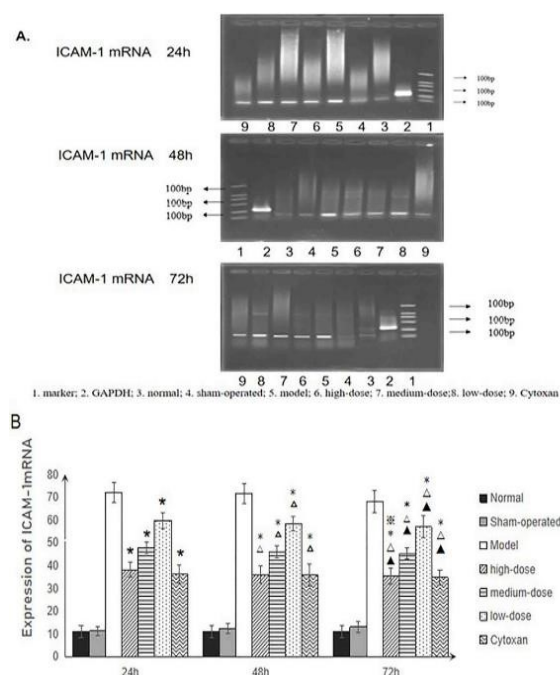 A.
ICAM-1 mRNA 24h
100bp
100bp
100bp
9 8 7 6 5 4 3 2 1
ICAM-1 mRNA 48h
100bp
100bp
100bp
1 2 3 4 5 6 7 8 9
ICAM-1 mRNA 72h
100bp
100bp
100bp
9 8 7 6 5 4 3 2 1
1. marker; 2. GAPDH; 3. normal; 4. sham-operated; 5. model; 6. high-dose; 7. medium-dose;8. low-dose; 9. Cytoxan
B
Expression of ICAM-1mRNA
80
70
60
50
40
30
20
10
0
24h 48h 72h
Normal
Sham-operated
Model
high-dose
medium-dose
low-dose
Cytoxan